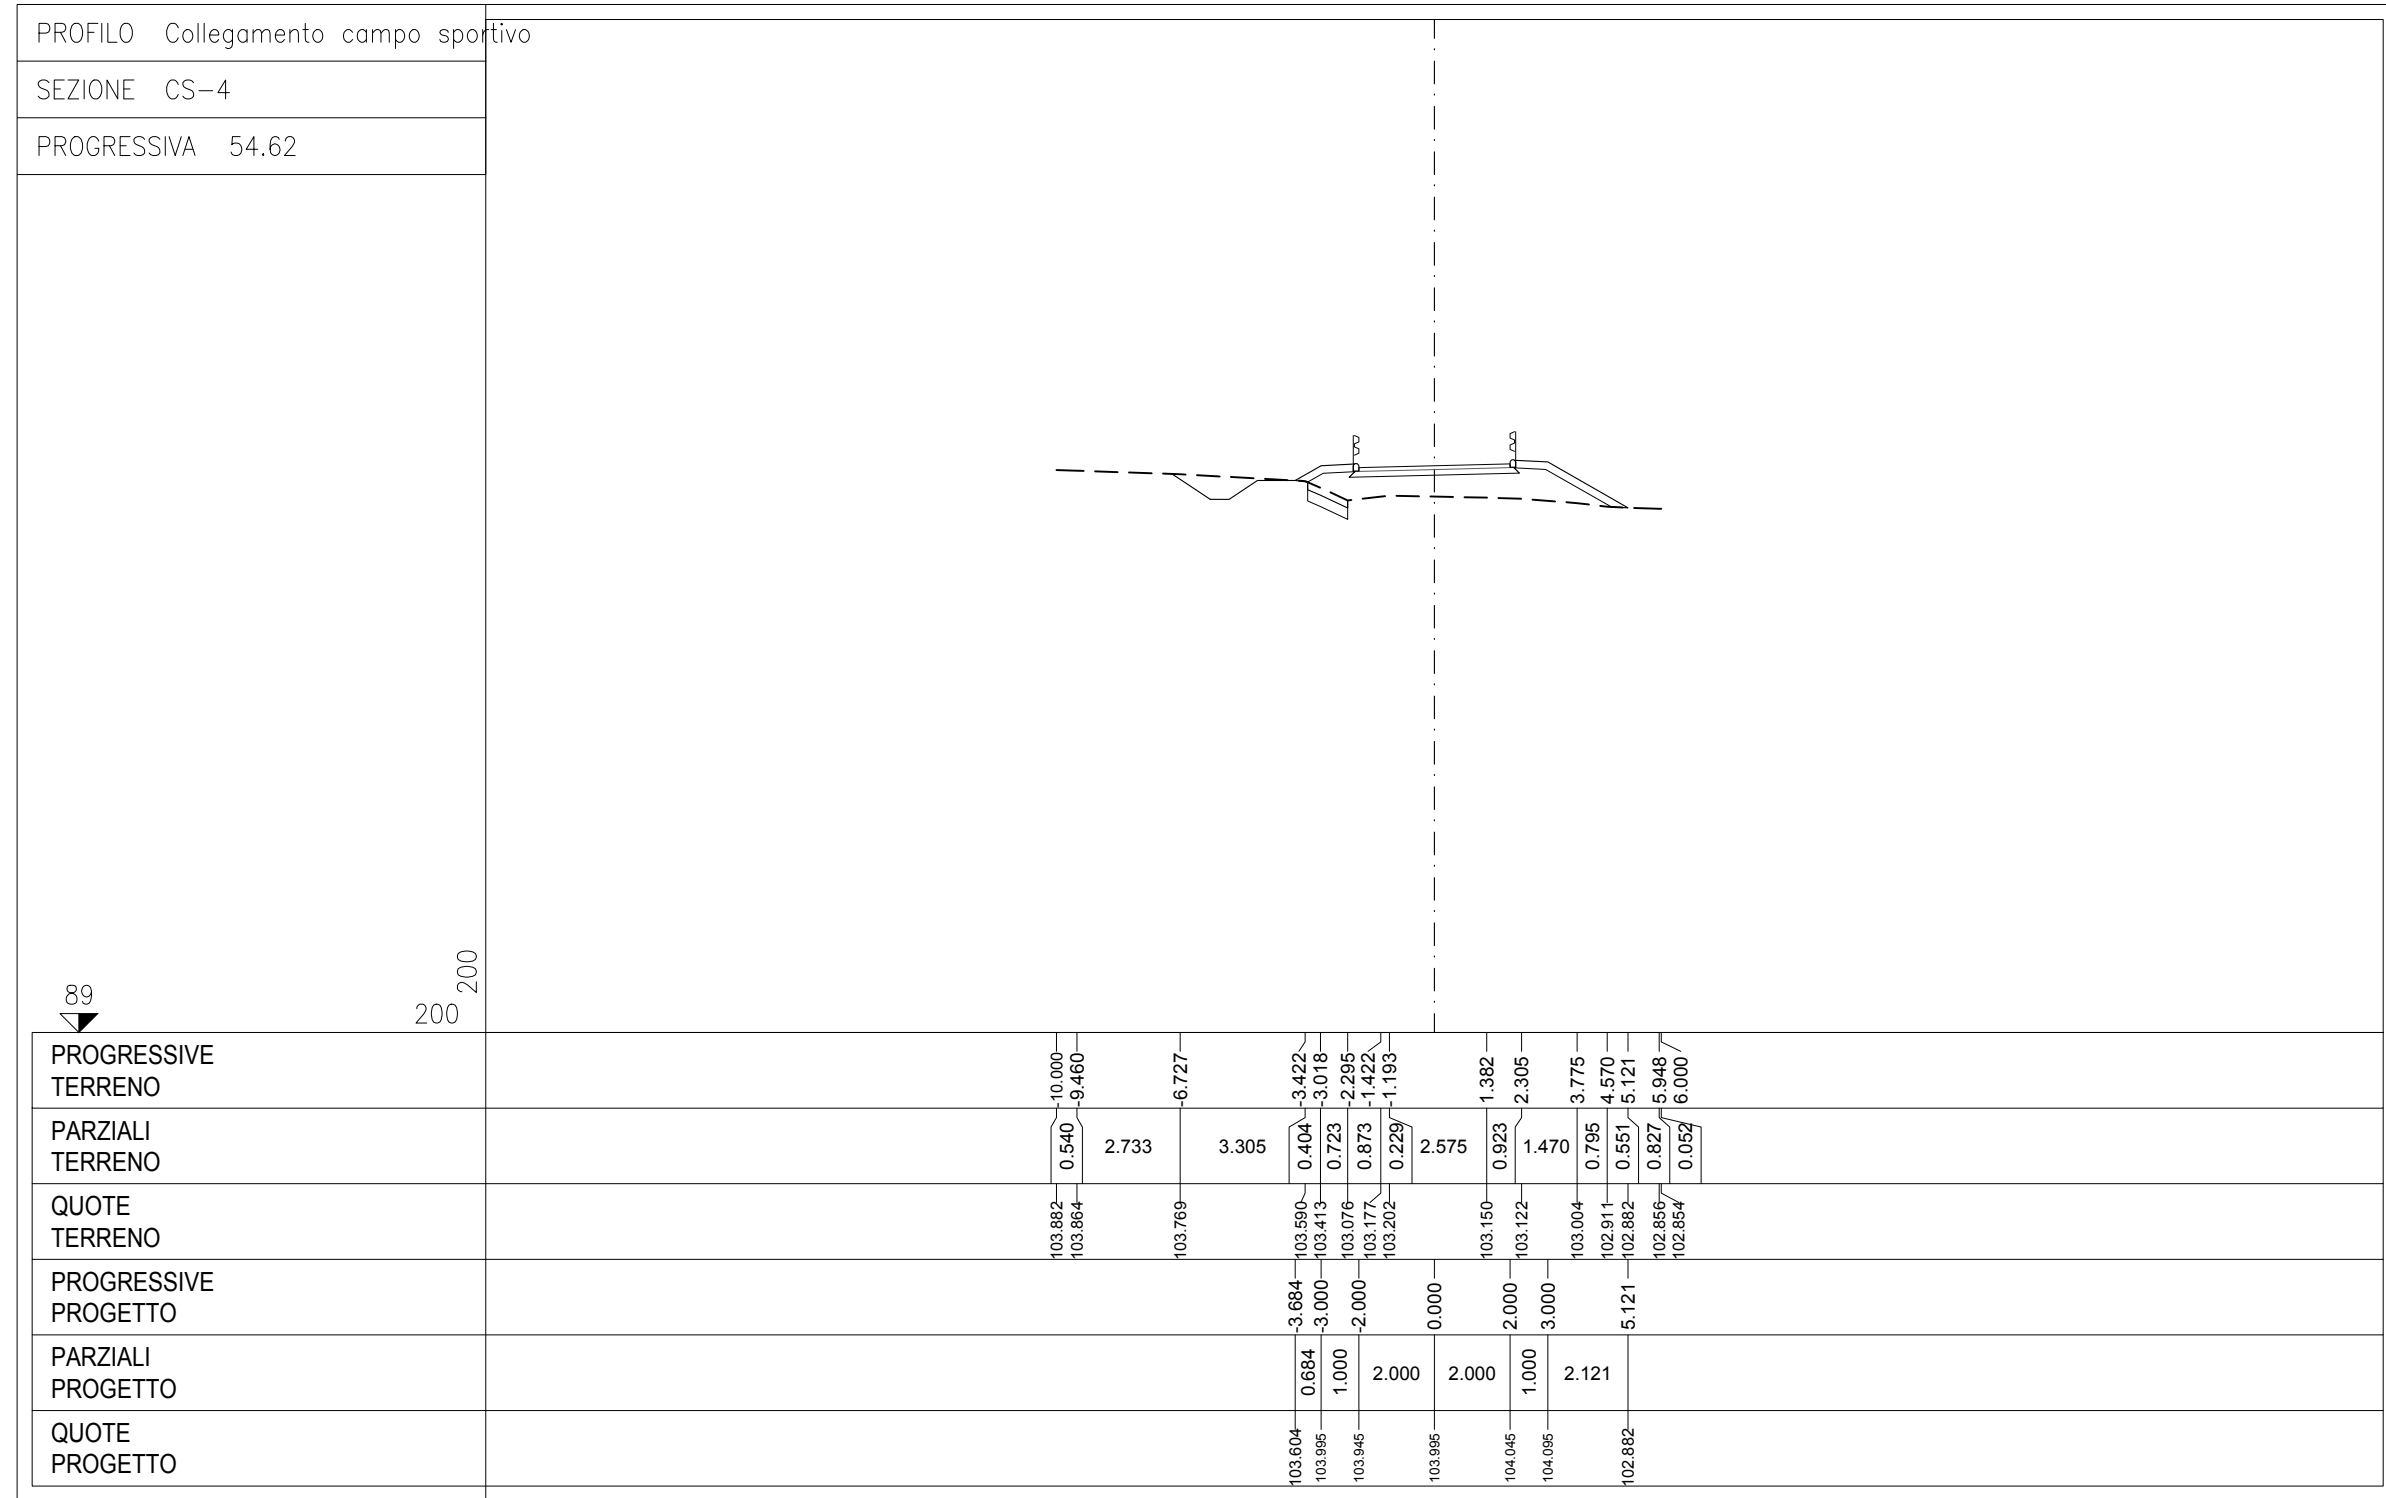 PROFILO Collegamento campo sportivo
SEZIONE CS-4
PROGRESSIVA 54.62
200
89
200
PROGRESSIVE
TERRENO
-10.000 -9.460 -6.727 -3.422 -3.018 -2.295 -1.422 -1.193 1.382 2.305 3.775 4.570 5.121 5.948 6.000
PARZIALI
TERRENO
0.540 2.733 3.305 0.404 0.723 0.873 0.229 2.575 0.923 1.470 0.795 0.551 0.827 0.052
QUOTE
TERRENO
103.882 103.864 103.769 103.590 103.413 103.076 103.177 103.202 103.150 103.122 103.004 102.911 102.882 102.856 102.854
PROGRESSIVE
PROGETTO
-3.684 -3.000 -2.000 0.000 2.000 3.000 5.121
PARZIALI
PROGETTO
0.684 1.000 2.000 2.000 1.000 2.121
QUOTE
PROGETTO
103.604 103.995 103.945 103.995 104.045 104.095 102.882